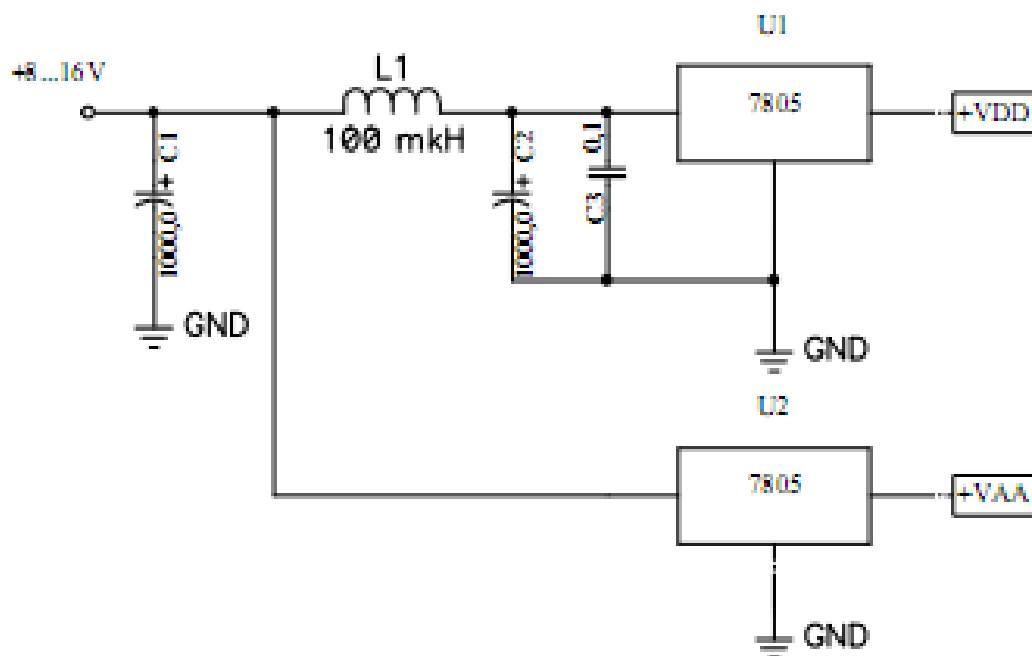 U1
+8...16V
L1
7805
+VDD
100 mkH
C1
1000,0
+
C2
1000,0
+
0,1
C3
GND
GND
U2
7805
+VAA
GND